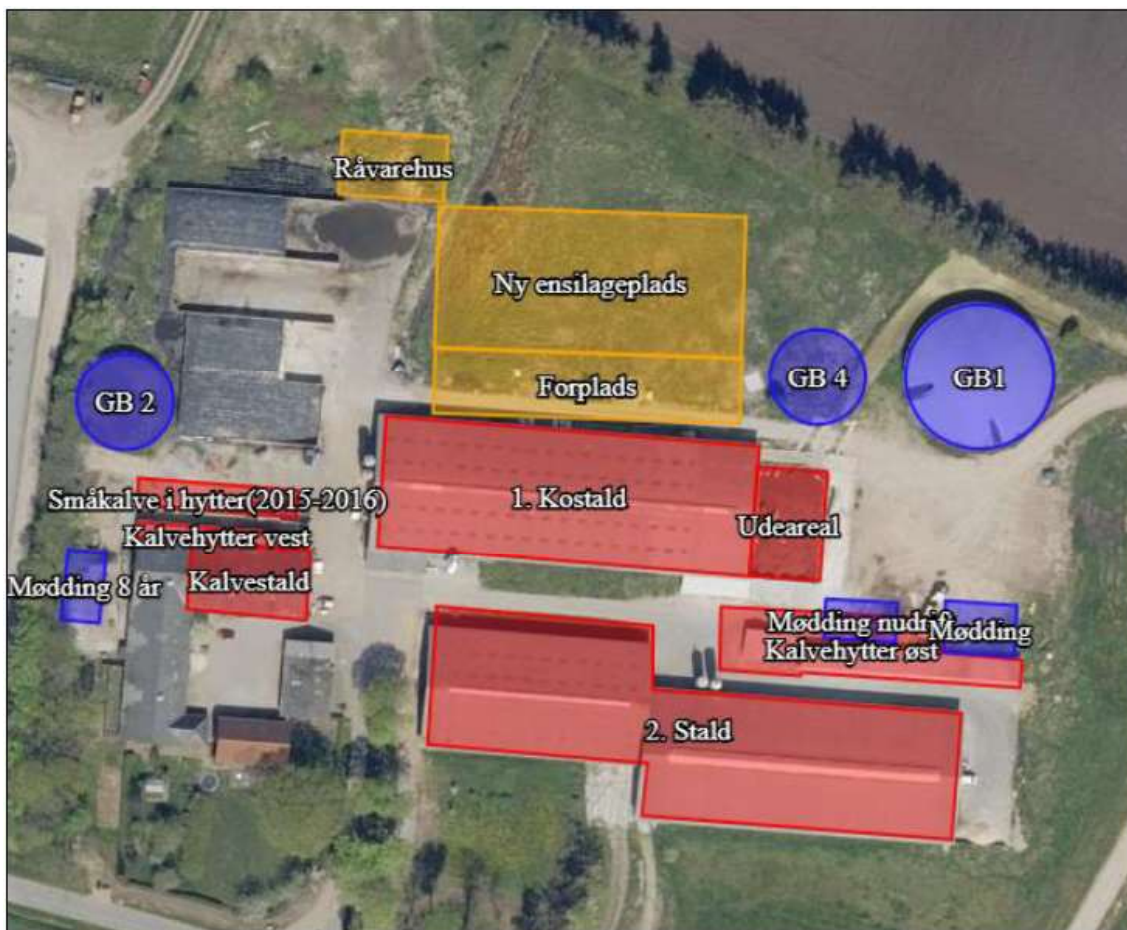 Råvarehus
Ny ensilageplads
Forplads
GB 4
GB1
GB 2
Småkalve i hytter(2015-2016)
1. Kostald
Udeareal
Kalvehytter vest
Mødding 8 år
Kalvestald
Mødding nudrift
Mødding
Kalvehytter øst
2. Stald